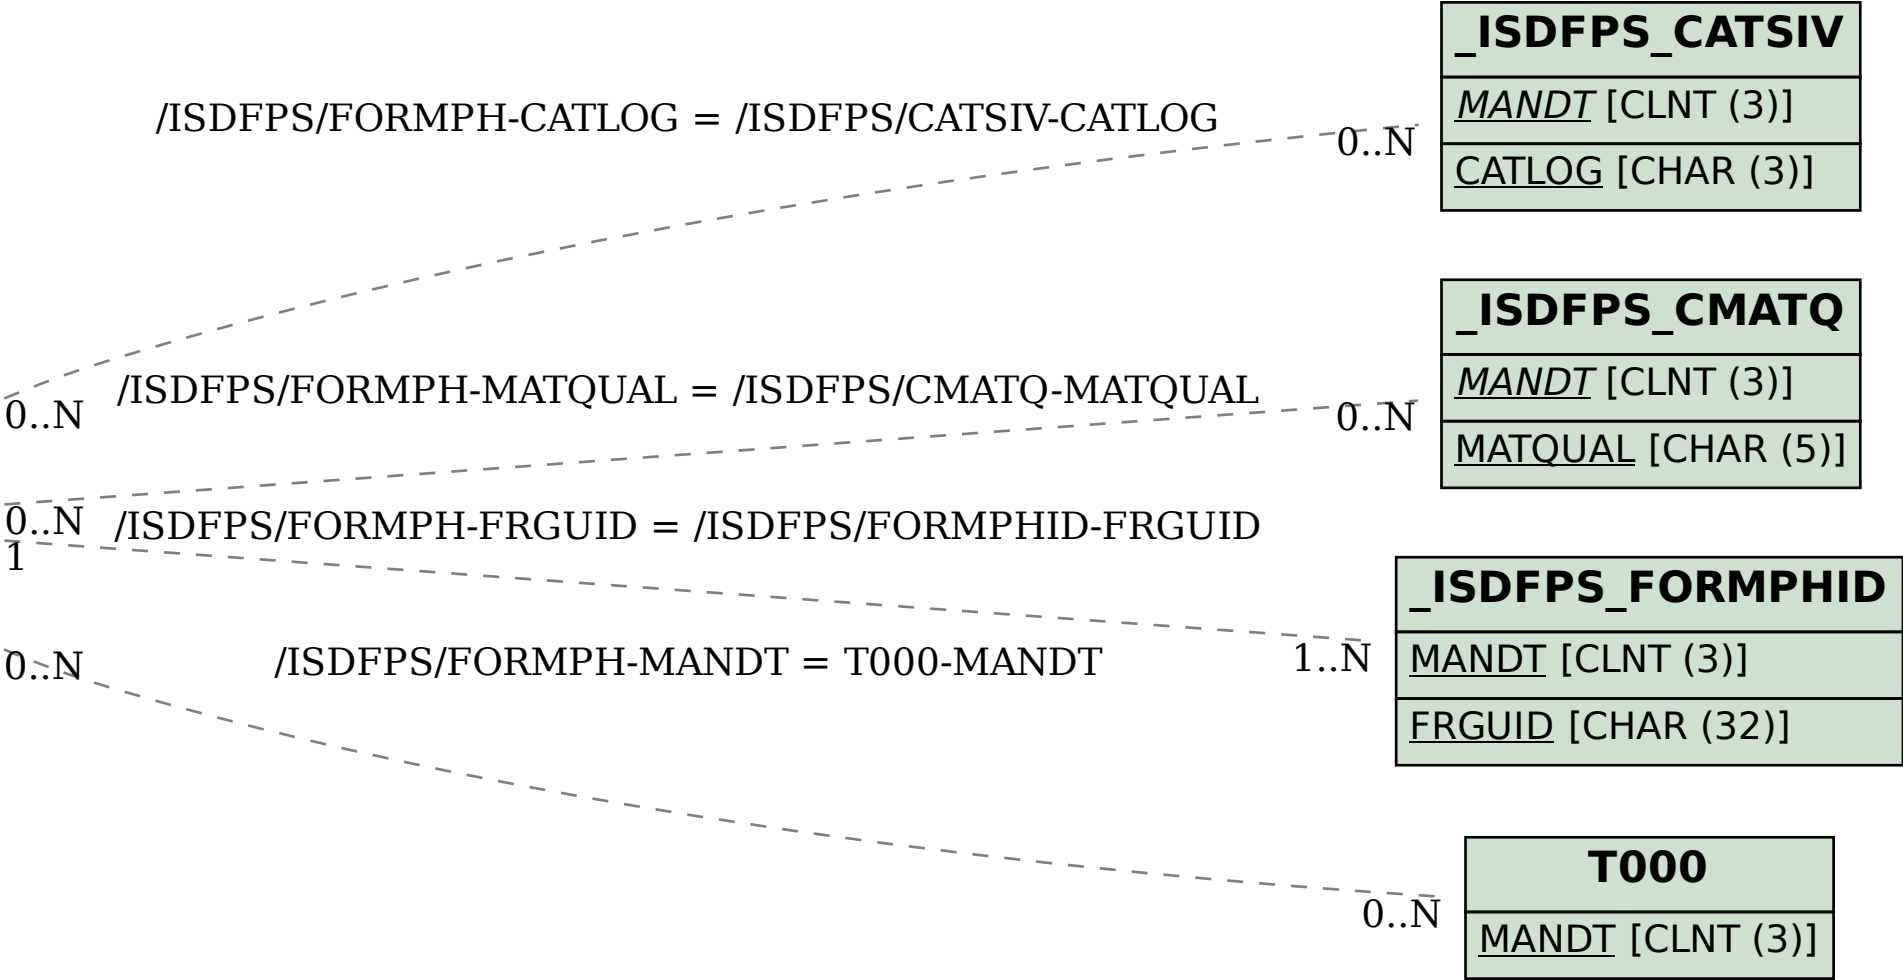 _ISDFPS_CATSIV
MANDT [CLNT (3)]
CATLOG [CHAR (3)]
/ISDFPS/FORMPH-CATLOG = /ISDFPS/CATSIV-CATLOG
0..N
0..N
_ISDFPS_CMATQ
MANDT [CLNT (3)]
MATQUAL [CHAR (5)]
/ISDFPS/FORMPH-MATQUAL = /ISDFPS/CMATQ-MATQUAL
0..N
0..N
/ISDFPS/FORMPH-FRGUID = /ISDFPS/FORMPHID-FRGUID
1
1..N
_ISDFPS_FORMPHID
MANDT [CLNT (3)]
FRGUID [CHAR (32)]
/ISDFPS/FORMPH-MANDT = T000-MANDT
0..N
0..N
T000
MANDT [CLNT (3)]